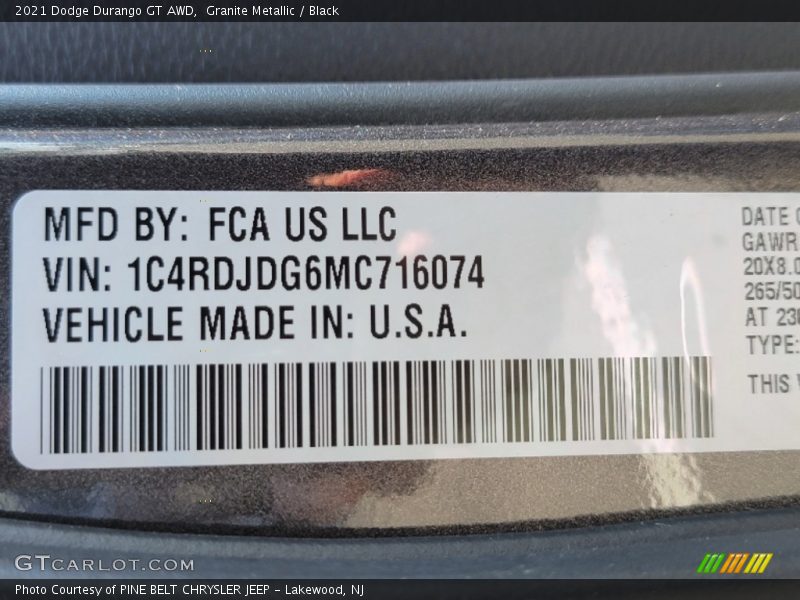 2021 Dodge Durango GT AWD, Granite Metallic / Black
MFD BY: FCA US LLC
VIN: 1C4RDJDG6MC716074
VEHICLE MADE IN: U.S.A.
DATE
GAWR
20X8.0
265/50
AT 23
TYPE:
THIS
GTCARLOT.COM
Photo Courtesy of PINE BELT CHRYSLER JEEP - Lakewood, NJ